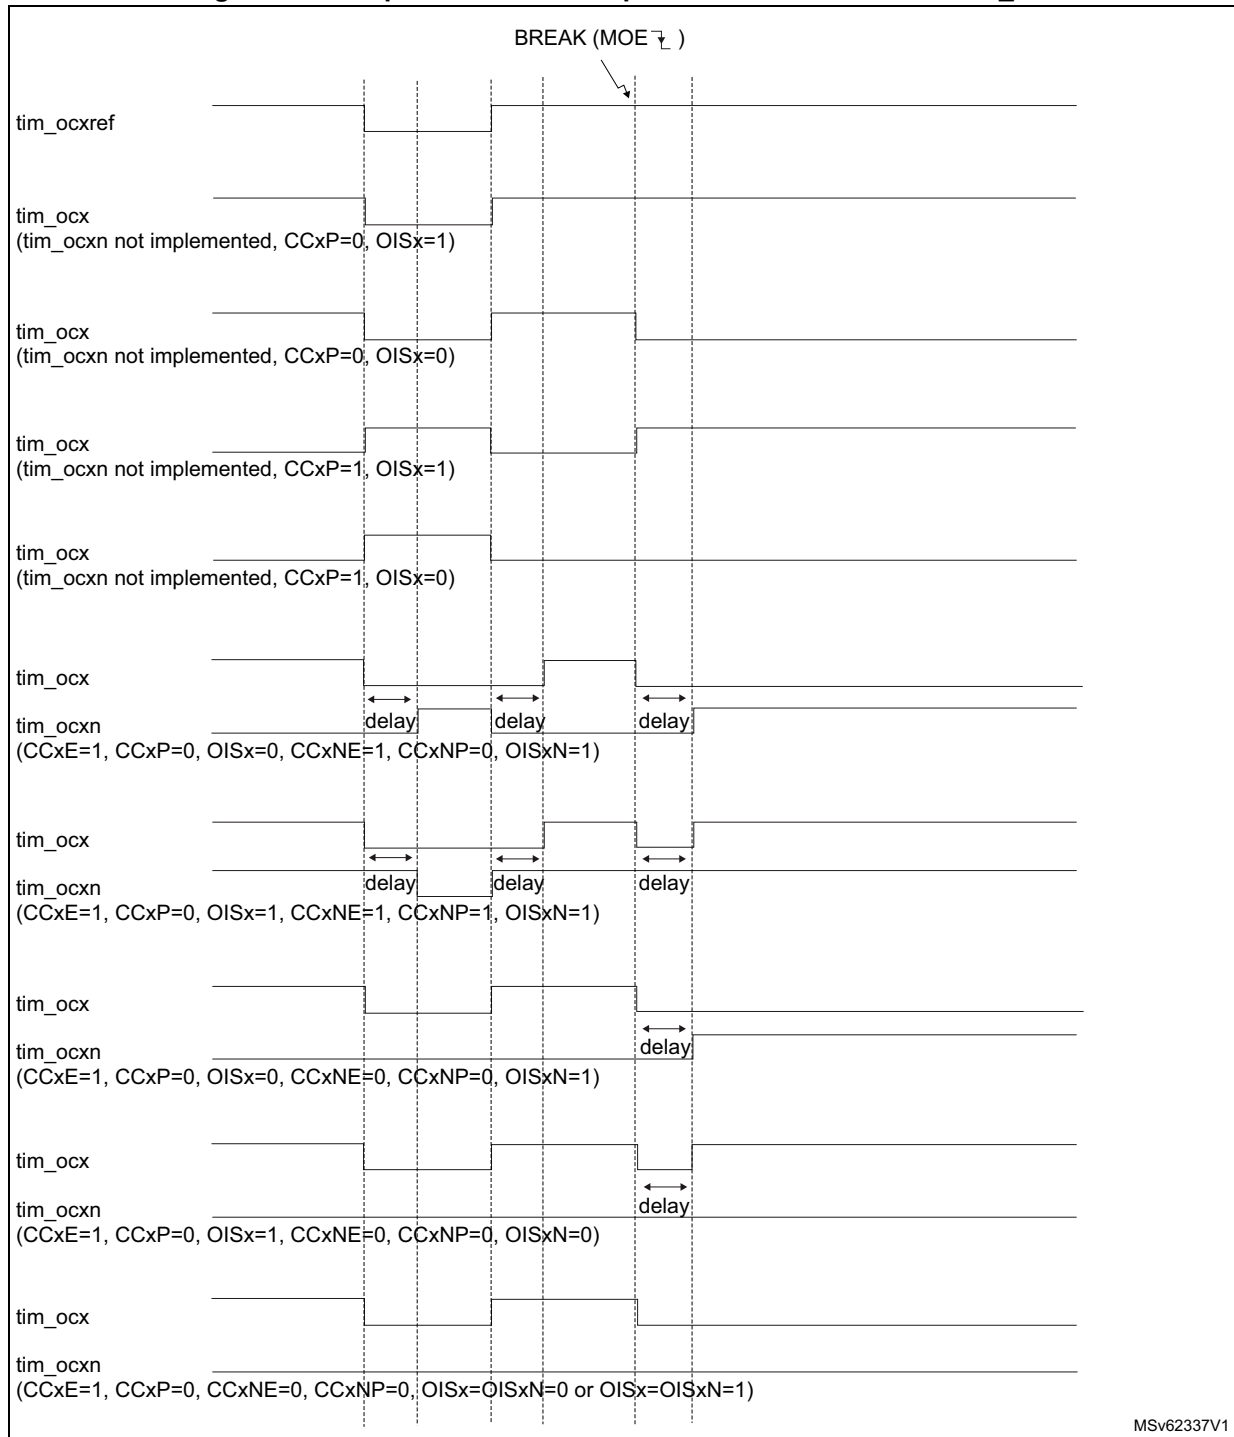 BREAK (MOE )
tim_ocxref
tim_ocx
(tim_ocxn not implemented, CCxP=0, OISx=1)
tim_ocx
(tim_ocxn not implemented, CCxP=0, OISx=0)
tim_ocx
(tim_ocxn not implemented, CCxP=1, OISx=1)
tim_ocx
(tim_ocxn not implemented, CCxP=1, OISx=0)
tim_ocx
tim_ocxn delay delay delay
(CCxE=1, CCxP=0, OISx=0, CCxNE=1, CCxNP=0, OISxN=1)
tim_ocx
tim_ocxn delay delay delay
(CCxE=1, CCxP=0, OISx=1, CCxNE=1, CCxNP=1, OISxN=1)
tim_ocx
tim_ocxn delay
(CCxE=1, CCxP=0, OISx=0, CCxNE=0, CCxNP=0, OISxN=1)
tim_ocx
tim_ocxn delay
(CCxE=1, CCxP=0, OISx=1, CCxNE=0, CCxNP=0, OISxN=0)
tim_ocx
tim_ocxn
(CCxE=1, CCxP=0, CCxNE=0, CCxNP=0, OISx=OISxN=0 or OISx=OISxN=1)
MSv62337V1